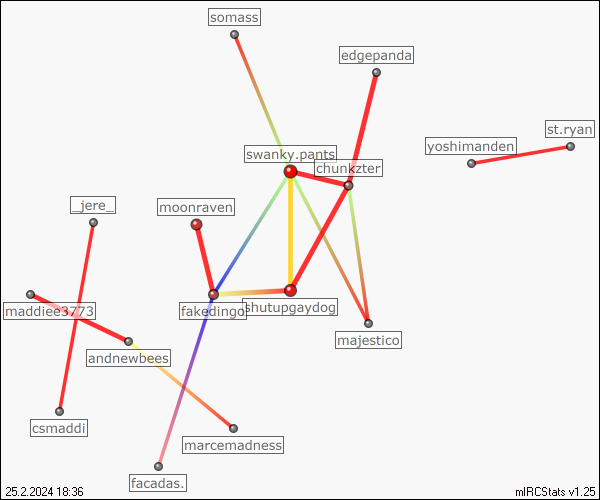 somass
edgepanda
st.ryan
yoshimanden
swanky.pants
chunkzter
_jere_
moonraven
maddiee3773
fakedingo
shutupgaydog
majestico
andnewbees
csmaddi
marcemadness
facadas.
25.2.2024 18:36
mIRCStats v1.25